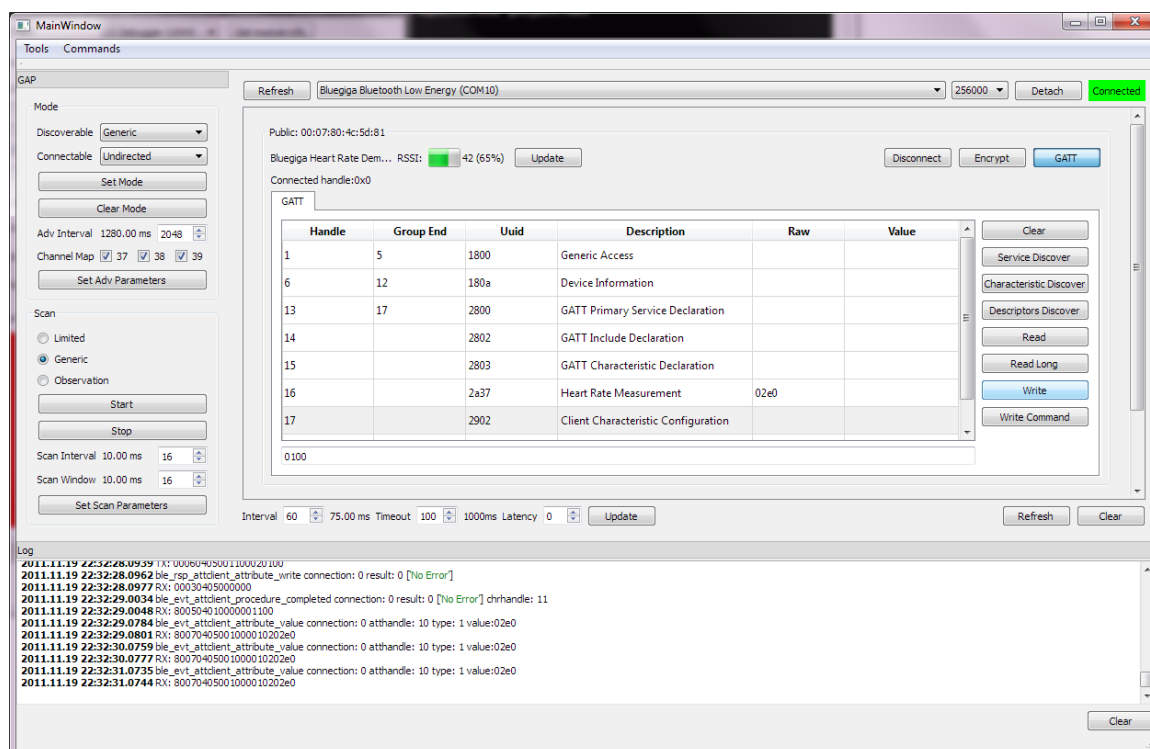 MainWindow
Tools Commands
GAP
Refresh Bluegiga Bluetooth Low Energy (COM10) 256000 Detach Connected
Mode
Discoverable Generic
Connectable Undirected
Set Mode
Clear Mode
Adv Interval 1280.00 ms 2048
Channel Map 37 38 39
Set Adv Parameters
Scan
Limited
Generic
Observation
Start
Stop
Scan Interval 10.00 ms 16
Scan Window 10.00 ms 16
Set Scan Parameters
Public: 00:07:80:4c:5d:81
Bluegiga Heart Rate Dem... RSSI: 42 (65%) Update Disconnect Encrypt GATT
Connected handle:0x0
GATT
Handle Group End Uuid Description Raw Value
1 5 1800 Generic Access
6 12 180a Device Information
13 17 2800 GATT Primary Service Declaration
14 2802 GATT Include Declaration
15 2803 GATT Characteristic Declaration
16 2a37 Heart Rate Measurement 02e0
17 2902 Client Characteristic Configuration
0100
Clear
Service Discover
Characteristic Discover
Descriptors Discover
Read
Read Long
Write
Write Command
Interval 60 75.00 ms Timeout 100 1000ms Latency 0 Update Refresh Clear
Log
2011.11.19 22:32:28.0939 TX: 00060405001100020100
2011.11.19 22:32:28.0962 ble_rsp_attclient_attribute_write connection: 0 result: 0 ['No Error']
2011.11.19 22:32:28.0977 RX: 00030405000000
2011.11.19 22:32:29.0034 ble_evt_attclient_procedure_completed connection: 0 result: 0 ['No Error'] chrhandle: 11
2011.11.19 22:32:29.0048 RX: 800504010000001100
2011.11.19 22:32:29.0784 ble_evt_attclient_attribute_value connection: 0 atthandle: 10 type: 1 value:02e0
2011.11.19 22:32:29.0801 RX: 80070405001000010202e0
2011.11.19 22:32:30.0759 ble_evt_attclient_attribute_value connection: 0 atthandle: 10 type: 1 value:02e0
2011.11.19 22:32:30.0777 RX: 80070405001000010202e0
2011.11.19 22:32:31.0735 ble_evt_attclient_attribute_value connection: 0 atthandle: 10 type: 1 value:02e0
2011.11.19 22:32:31.0744 RX: 80070405001000010202e0
Clear